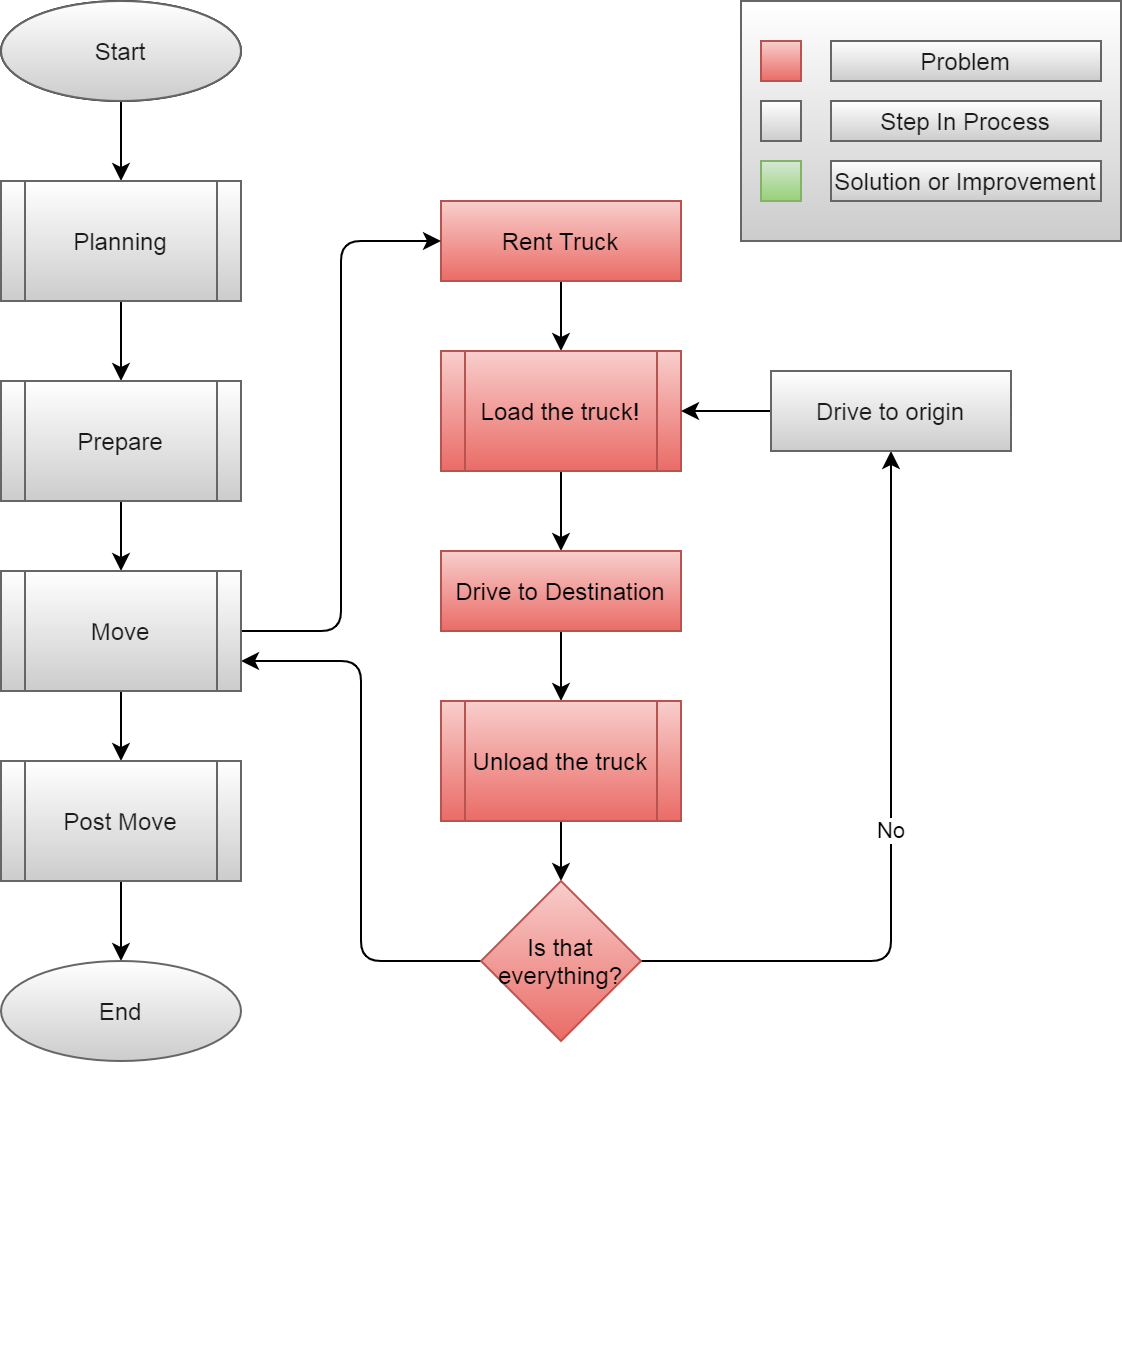 Start
Planning
Prepare
Move
Post Move
End
Rent Truck
Load the truck!
Drive to Destination
Unload the truck
Is that
everything?
Drive to origin
No
Problem
Step In Process
Solution or Improvement